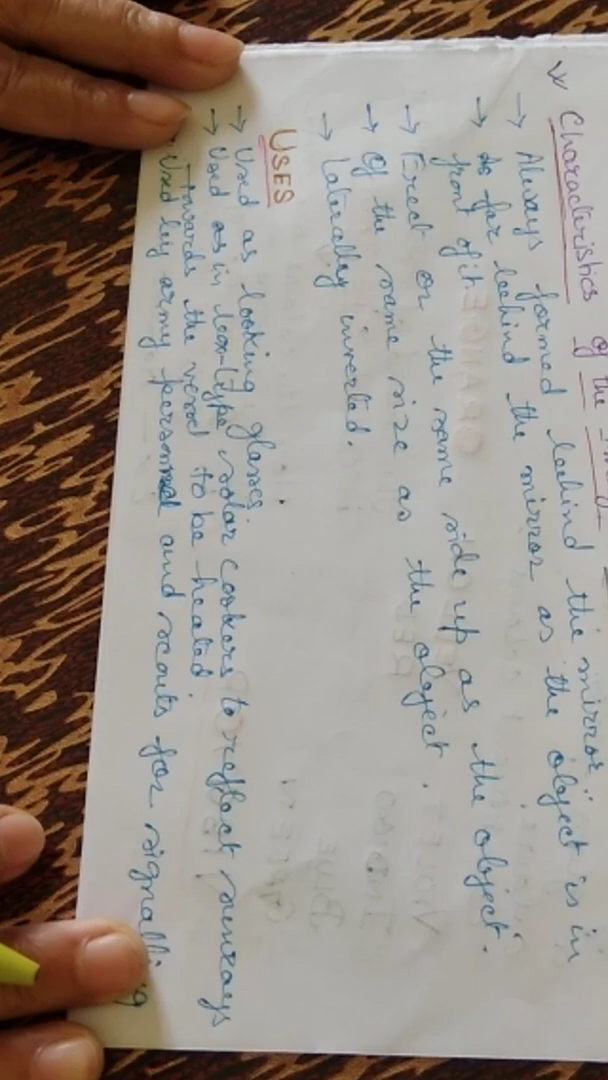 Characteristics of the
→ Always formed behind the mirror.
→ As far behind the mirror as the object is in
front of it.
→ Erect or the same side up as the object.
→ Of the same size as the object.
→ Laterally inverted.
USES
→ Used as looking glasses.
→ Used as in box-type solar cookers to reflect sunrays
towards the vessel to be heated
Used by army personnel and scouts for signalling